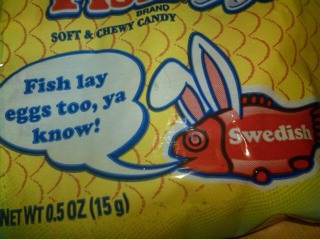 BRAND
SOFT & CHEWY CANDY
Fish lay
eggs too, ya
know!
Swedish
NET WT 0.5 OZ (15 g)